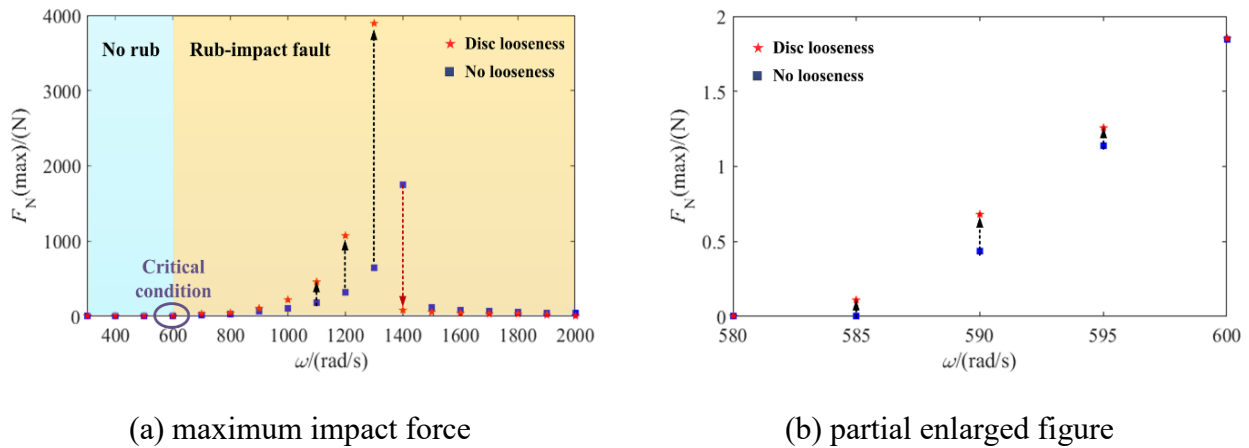 4000
3000
2000
1000
0
No rub
Rub-impact fault
Disc looseness
No looseness
Critical
condition
400 600 800 1000 1200 1400 1600 1800 2000
ω/(rad/s)
F_N(max)/(N)
(a) maximum impact force
2
1.5
1
0.5
0
Disc looseness
No looseness
580 585 590 595 600
ω/(rad/s)
F_N(max)/(N)
(b) partial enlarged figure